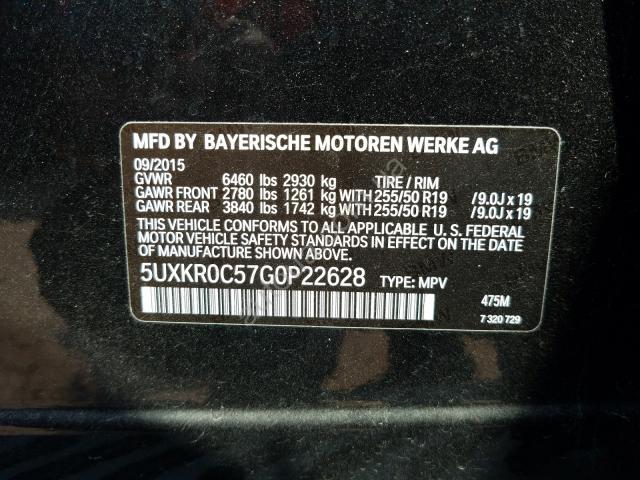 MFD BY BAYERISCHE MOTOREN WERKE AG
09/2015
GVWR 6460 lbs 2930 kg TIRE / RIM
GAWR FRONT 2780 lbs 1261 kg WITH 255/50 R19 /9.0J x 19
GAWR REAR 3840 lbs 1742 kg WITH 255/50 R19 /9.0J x 19
THIS VEHICLE CONFORMS TO ALL APPLICABLE U. S. FEDERAL
MOTOR VEHICLE SAFETY STANDARDS IN EFFECT ON THE DATE
OF MANUFACTURE SHOWN ABOVE.
5UXKR0C57G0P22628 TYPE: MPV
475M
7 320 729